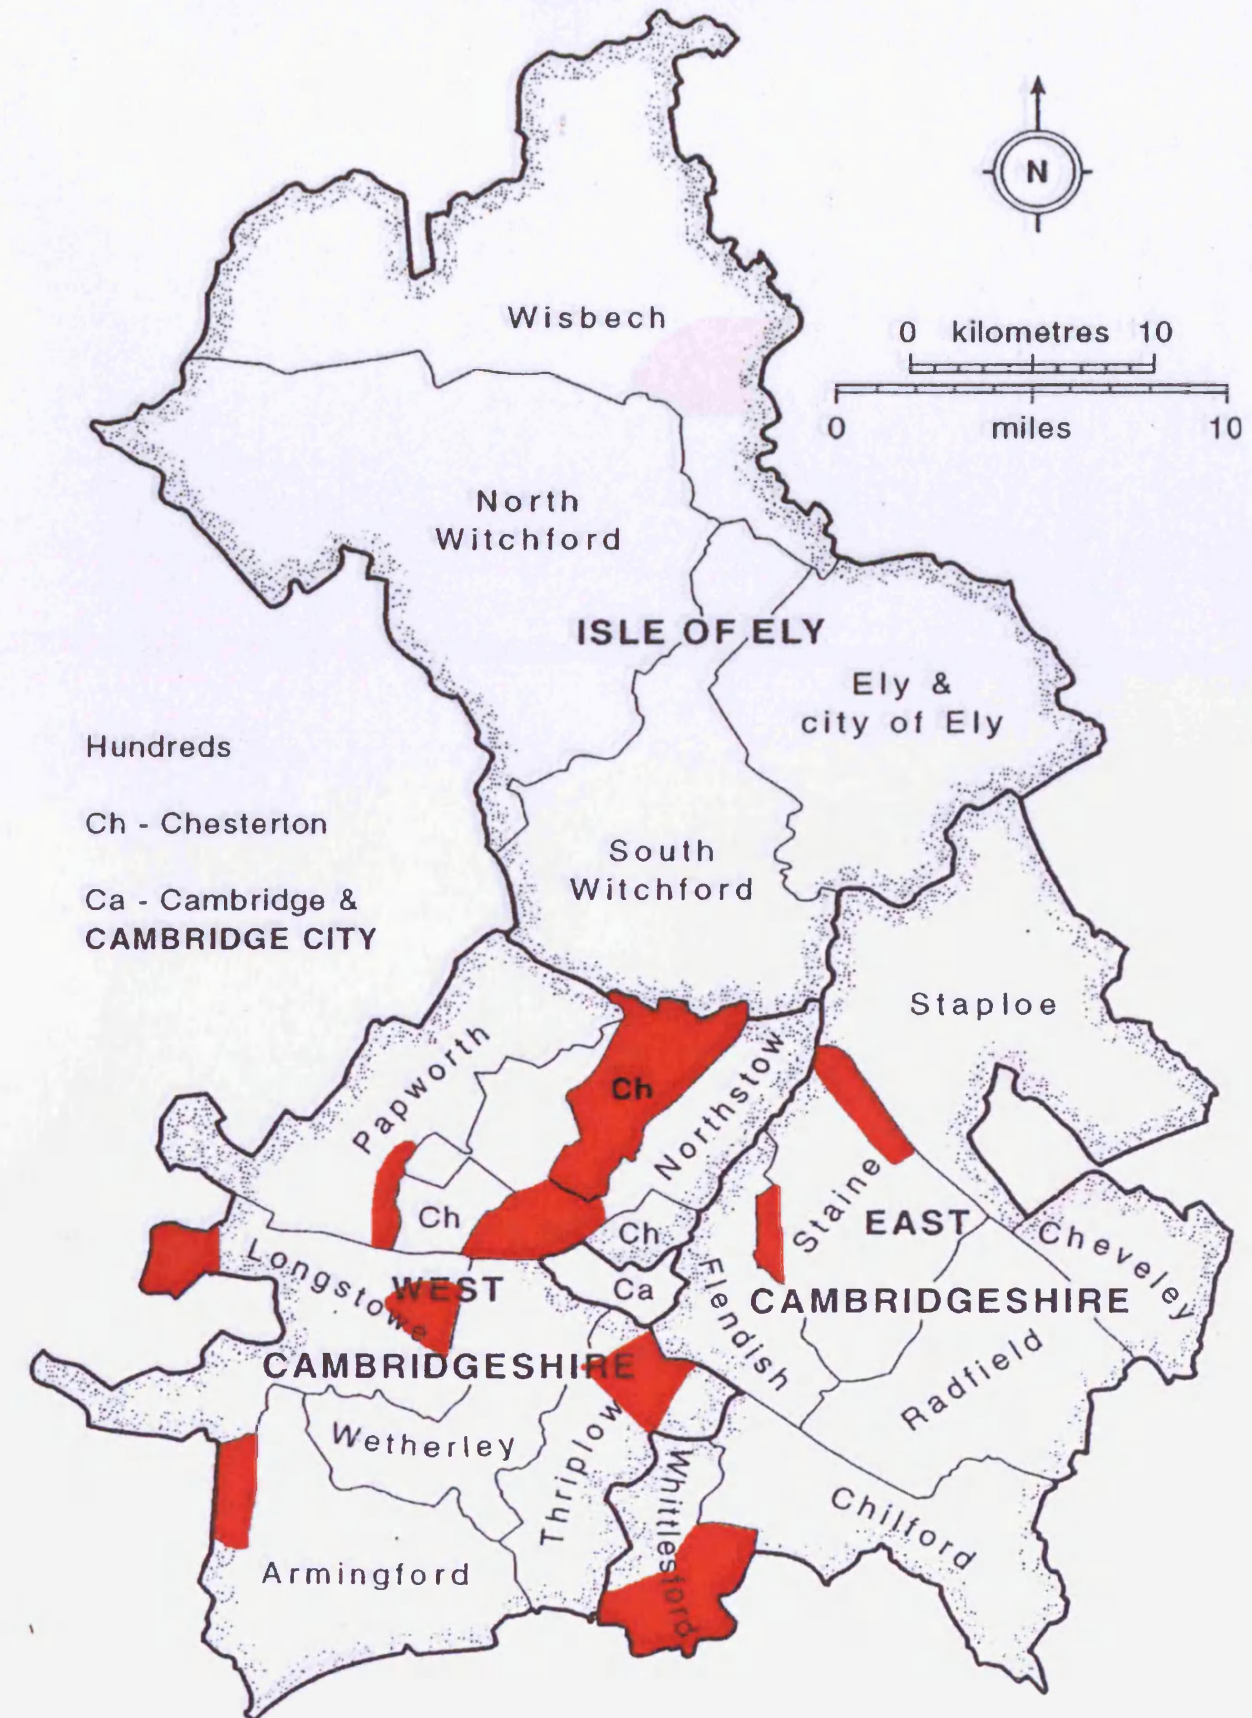 N
0 kilometres 10
0 miles 10
Wisbech
North
Witchford
ISLE OF ELY
Ely &
city of Ely
Hundreds
Ch - Chesterton
Ca - Cambridge &
CAMBRIDGE CITY
South
Witchford
Staploe
Papworth
Ch
Northstow
Ch
Ch
Staine
EAST
CAMBRIDGESHIRE
Cheveley
Longstowe
WEST
CAMBRIDGESHIRE
Ca
Flendish
Radfield
Wetherley
Thriplow
Whittlesford
Chilford
Armingford